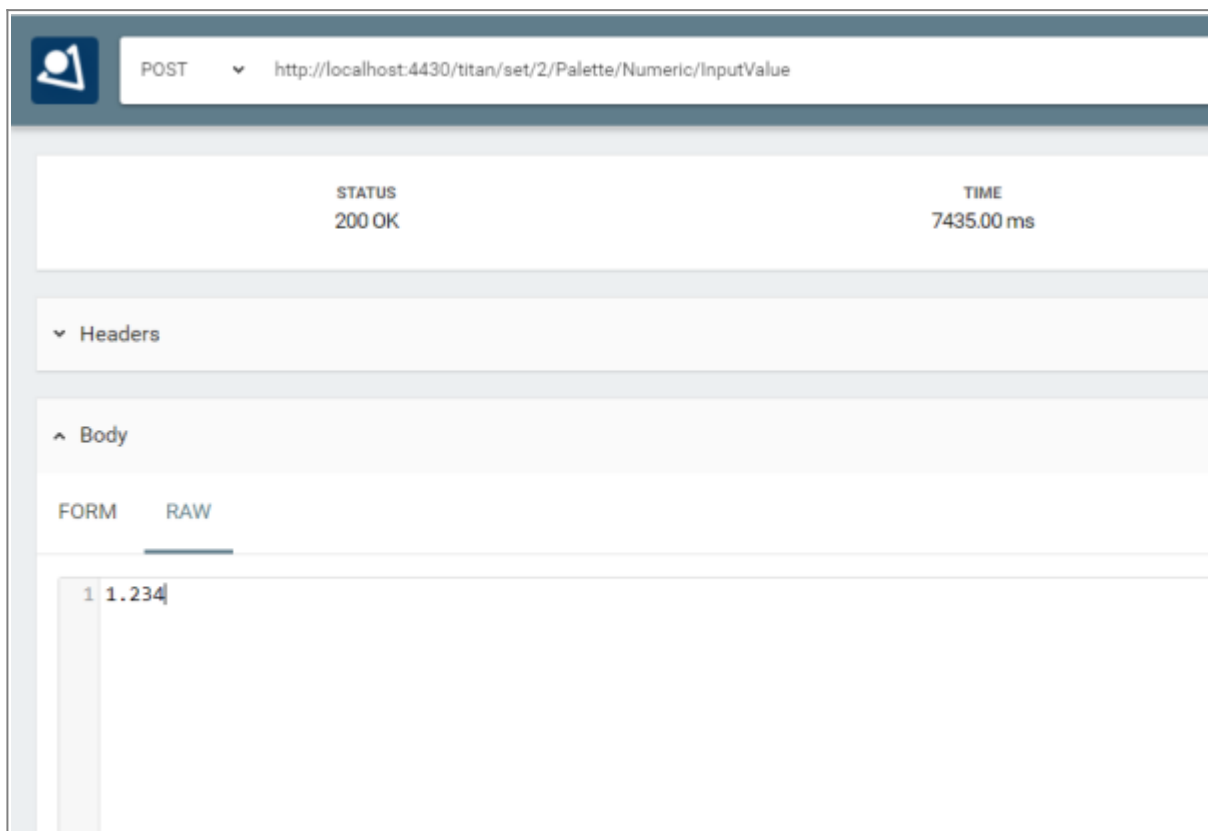 POST http://localhost:4430/titan/set/2/Palette/Numeric/InputValue
STATUS TIME
200 OK 7435.00 ms
Headers
Body
FORM RAW
1 1.234